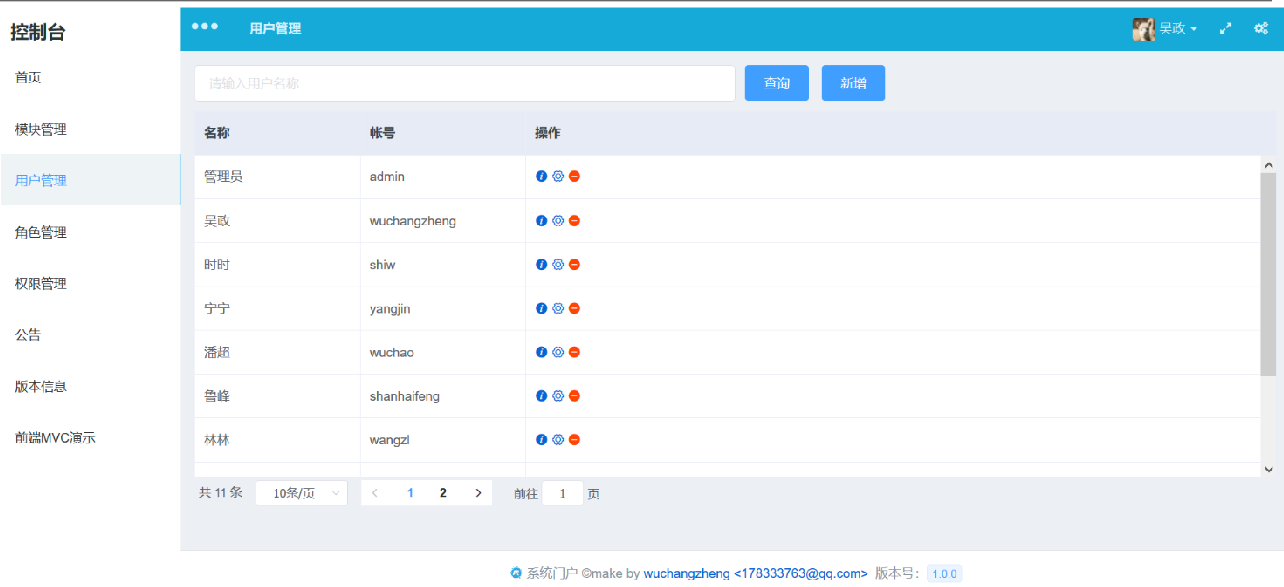 控制台
用户管理
吴政
首页
模块管理
用户管理
角色管理
权限管理
公告
版本信息
前端MVC演示
请输入用户名称
查询
新增
名称 帐号 操作
管理员 admin
吴政 wuchangzheng
时时 shiw
宁宁 yangjin
潘超 wuchao
鲁峰 shanhaifeng
林林 wangzl
共 11 条 10条/页 1 2 前往 1 页
系统门户 ©make by wuchangzheng <178333763@qq.com> 版本号： 1.0.0